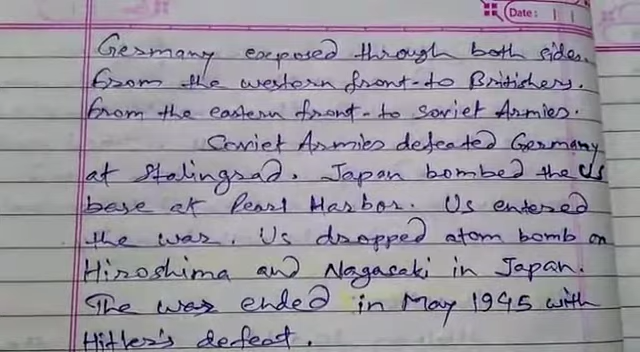 Date :
Germany exposed through both sides.
From the western front - to Britishers.
From the eastern front - to Soviet Armies.
Soviet Armies defeated Germany
at Stalingrad. Japan bombed the US
base at Pearl Harbor. US entered
the war. Us dropped atom bomb on
Hiroshima and Nagasaki in Japan.
The war ended in May 1945 with
Hitler's defeat.